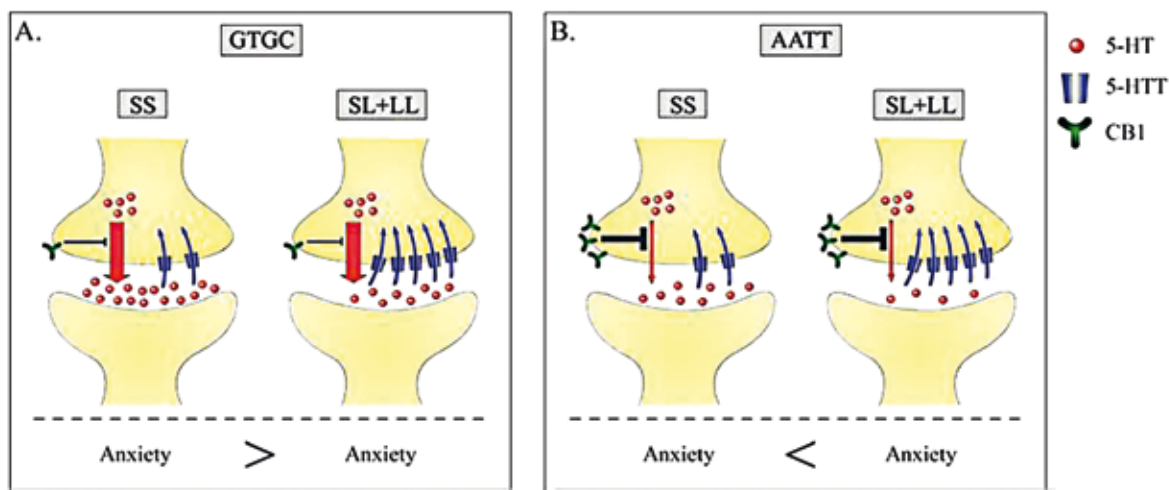 A.
GTGC
SS
SL+LL
Anxiety > Anxiety
B.
AATT
SS
SL+LL
Anxiety < Anxiety
5-HT
5-HTT
CB1